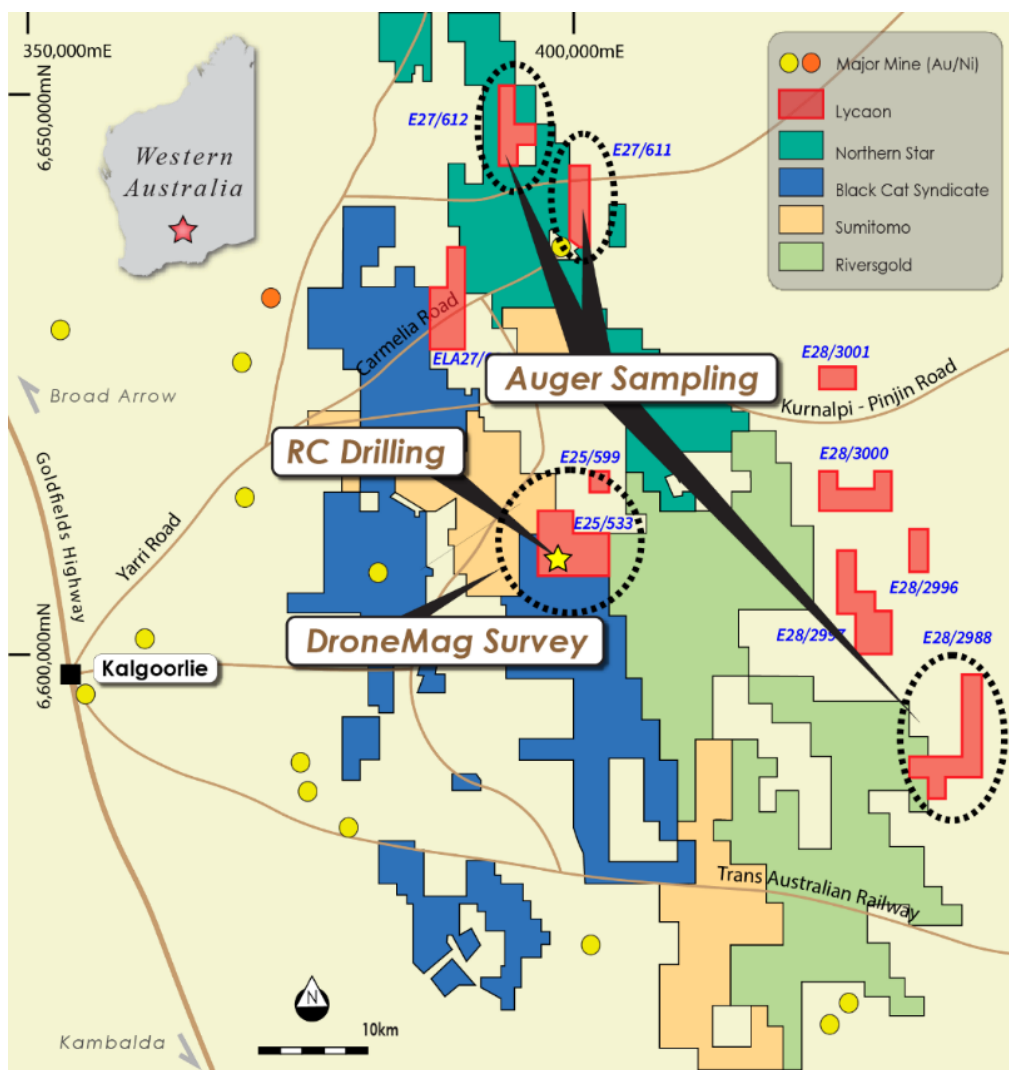 350,000mE
400,000mE
6,650,000mN
6,600,000mN
Western
Australia
Major Mine (Au/Ni)
Lycaon
Northern Star
Black Cat Syndicate
Sumitomo
Riversgold
E27/612
E27/611
Carmelia Road
ELA27/
Auger Sampling
E28/3001
Kurnalpi - Pinjin Road
Broad Arrow
RC Drilling
E25/599
E28/3000
Goldfields Highway
Yarri Road
E25/533
E28/2996
DroneMag Survey
E28/2997
E28/2988
Kalgoorlie
Trans Australian Railway
N
10km
Kambalda